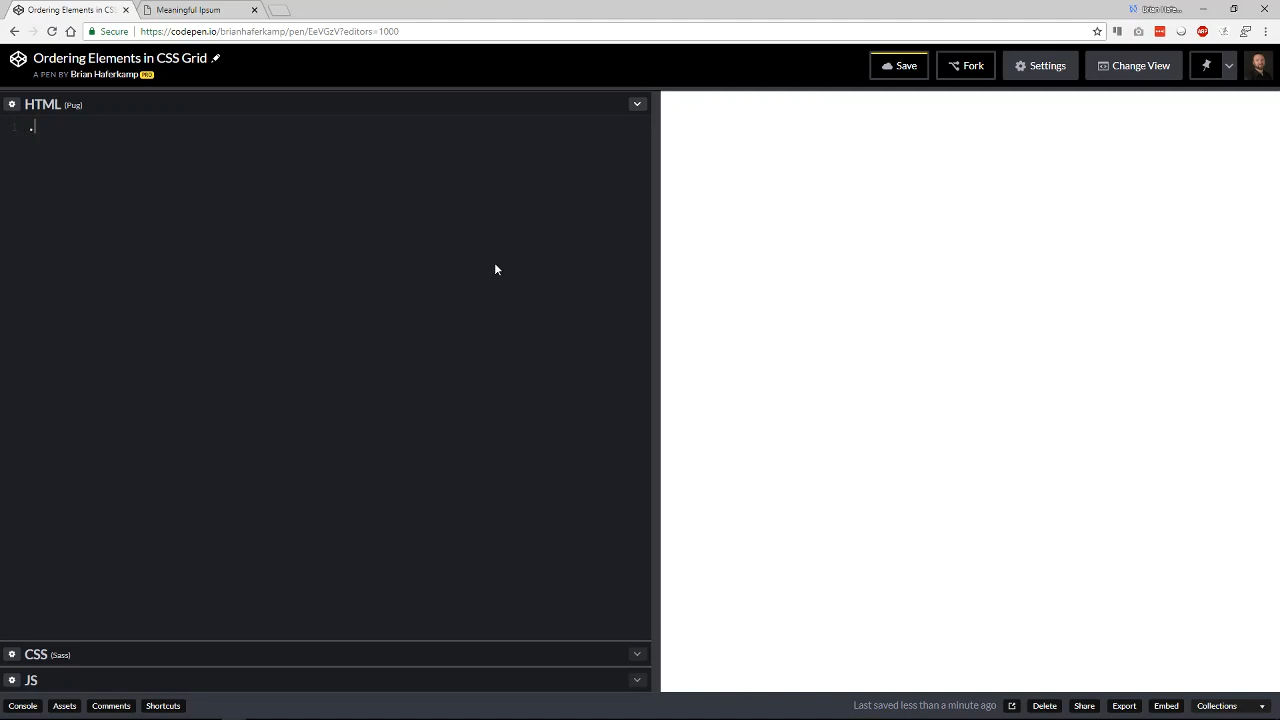 Ordering Elements in CS
Meaningful Ipsum
Brian Hafe...
Secure
https://codepen.io/brianhaferkamp/pen/EeVGzV?editors=1000
Ordering Elements in CSS Grid
A PEN BY Brian Haferkamp PRO
Save
Fork
Settings
Change View
HTML (Pug)
1 .
CSS (Sass)
JS
Console
Assets
Comments
Shortcuts
Last saved less than a minute ago
Delete
Share
Export
Embed
Collections